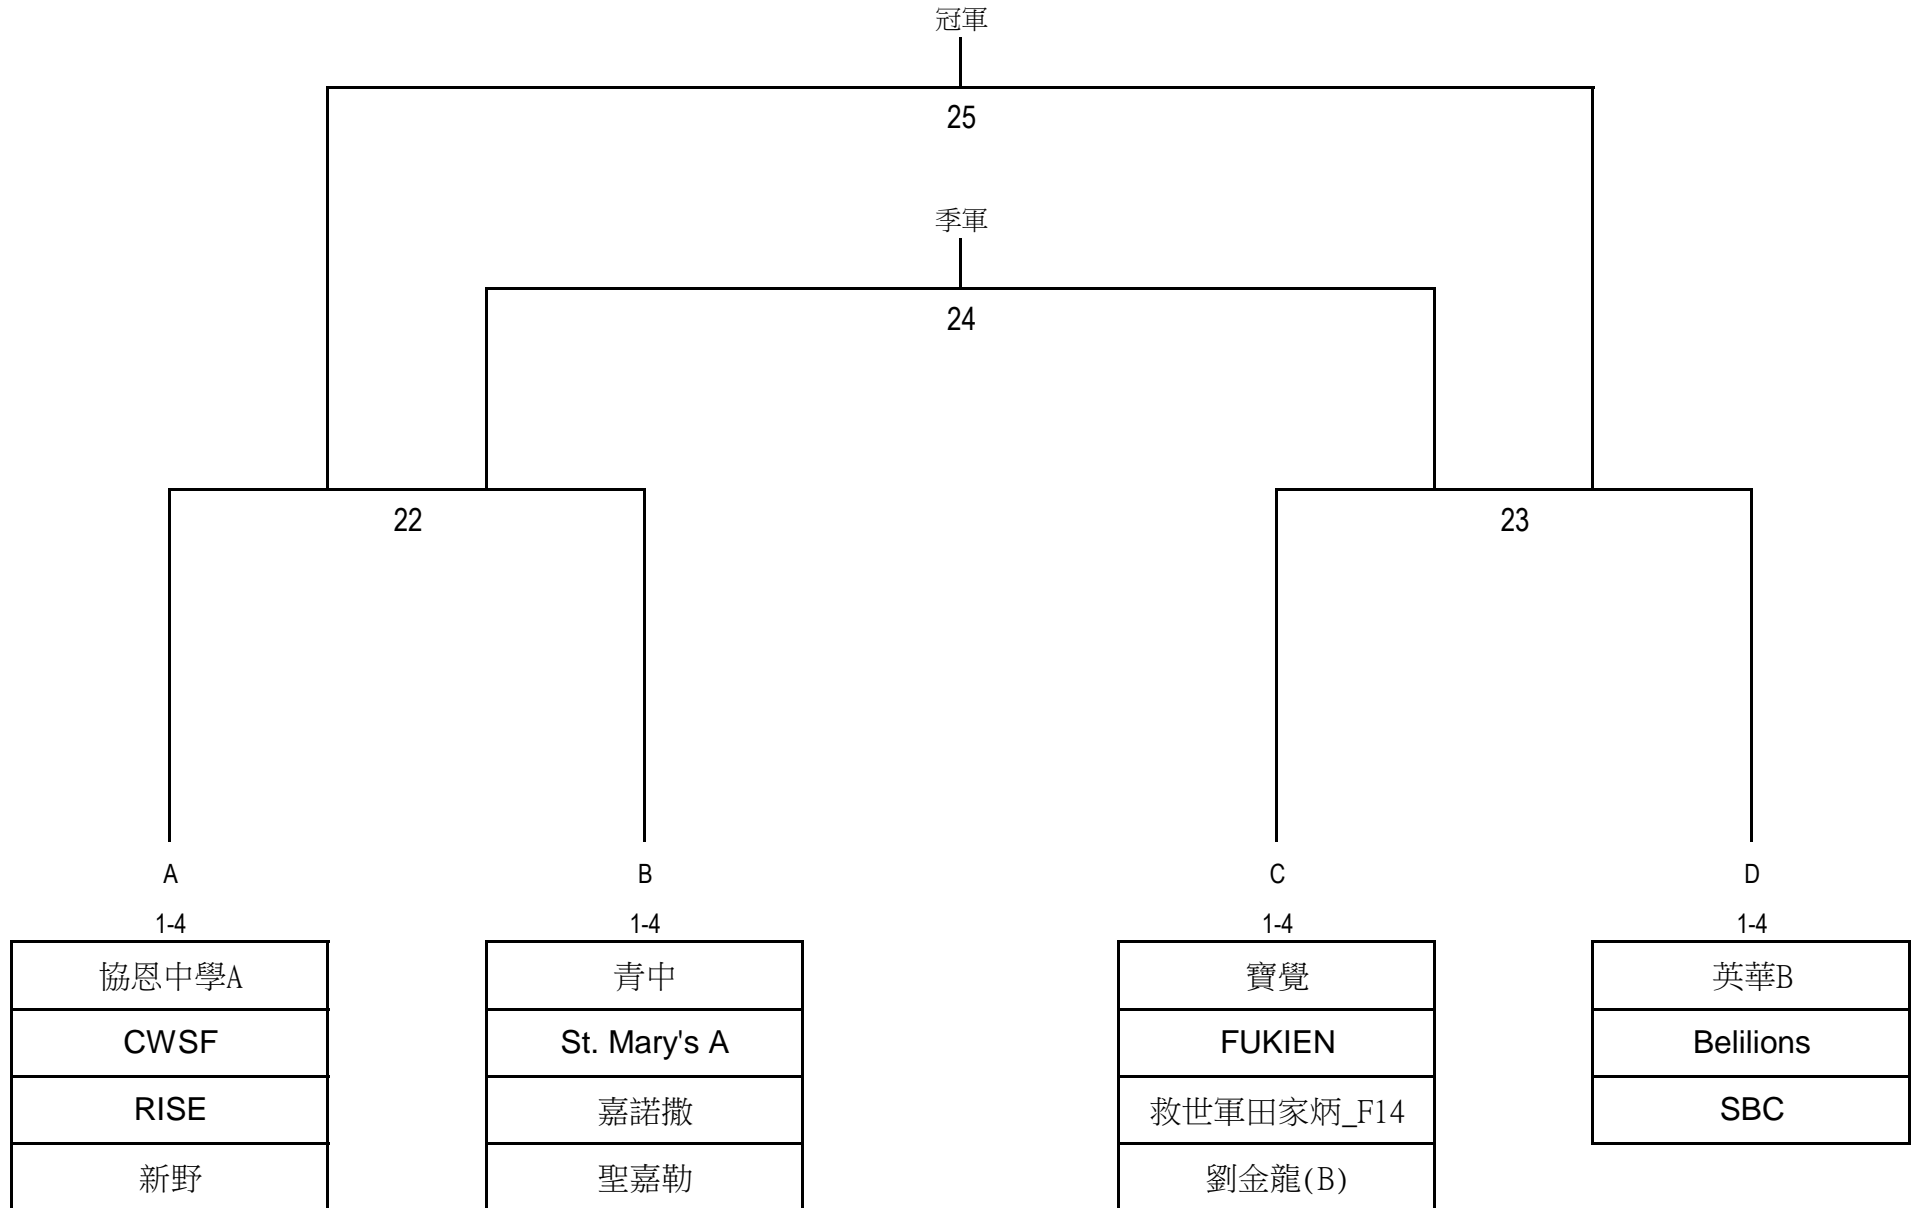 冠軍
25
季軍
24
22
23
A
B
C
D
1-4
1-4
1-4
1-4
協恩中學A
青中
寶覺
英華B
CWSF
St. Mary's A
FUKIEN
Belilions
RISE
嘉諾撒
救世軍田家炳_F14
SBC
新野
聖嘉勒
劉金龍(B)